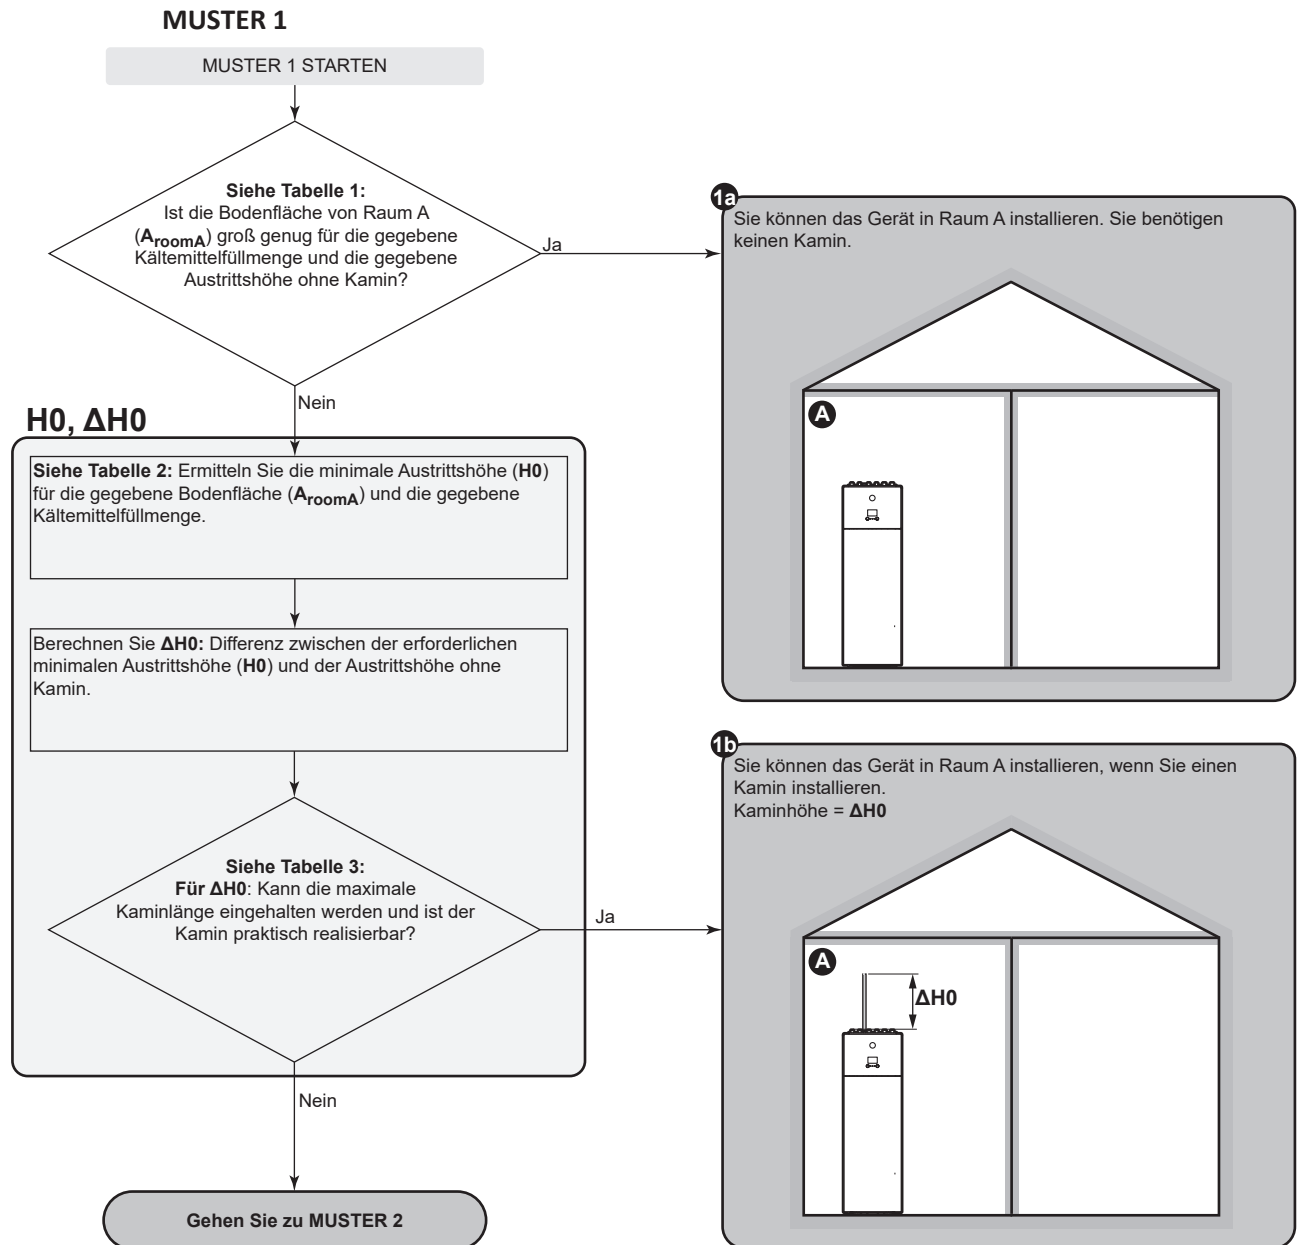 MUSTER 1
MUSTER 1 STARTEN
Siehe Tabelle 1:
Ist die Bodenfläche von Raum A
(AroomA) groß genug für die gegebene
Kältemittelfüllmenge und die gegebene
Austrittshöhe ohne Kamin?
Ja
Nein
1a
Sie können das Gerät in Raum A installieren. Sie benötigen
keinen Kamin.
A
H0, ΔH0
Siehe Tabelle 2: Ermitteln Sie die minimale Austrittshöhe (H0)
für die gegebene Bodenfläche (AroomA) und die gegebene
Kältemittelfüllmenge.
Berechnen Sie ΔH0: Differenz zwischen der erforderlichen
minimalen Austrittshöhe (H0) und der Austrittshöhe ohne
Kamin.
Siehe Tabelle 3:
Für ΔH0: Kann die maximale
Kaminlänge eingehalten werden und ist der
Kamin praktisch realisierbar?
Ja
Nein
1b
Sie können das Gerät in Raum A installieren, wenn Sie einen
Kamin installieren.
Kaminhöhe = ΔH0
A
ΔH0
Gehen Sie zu MUSTER 2